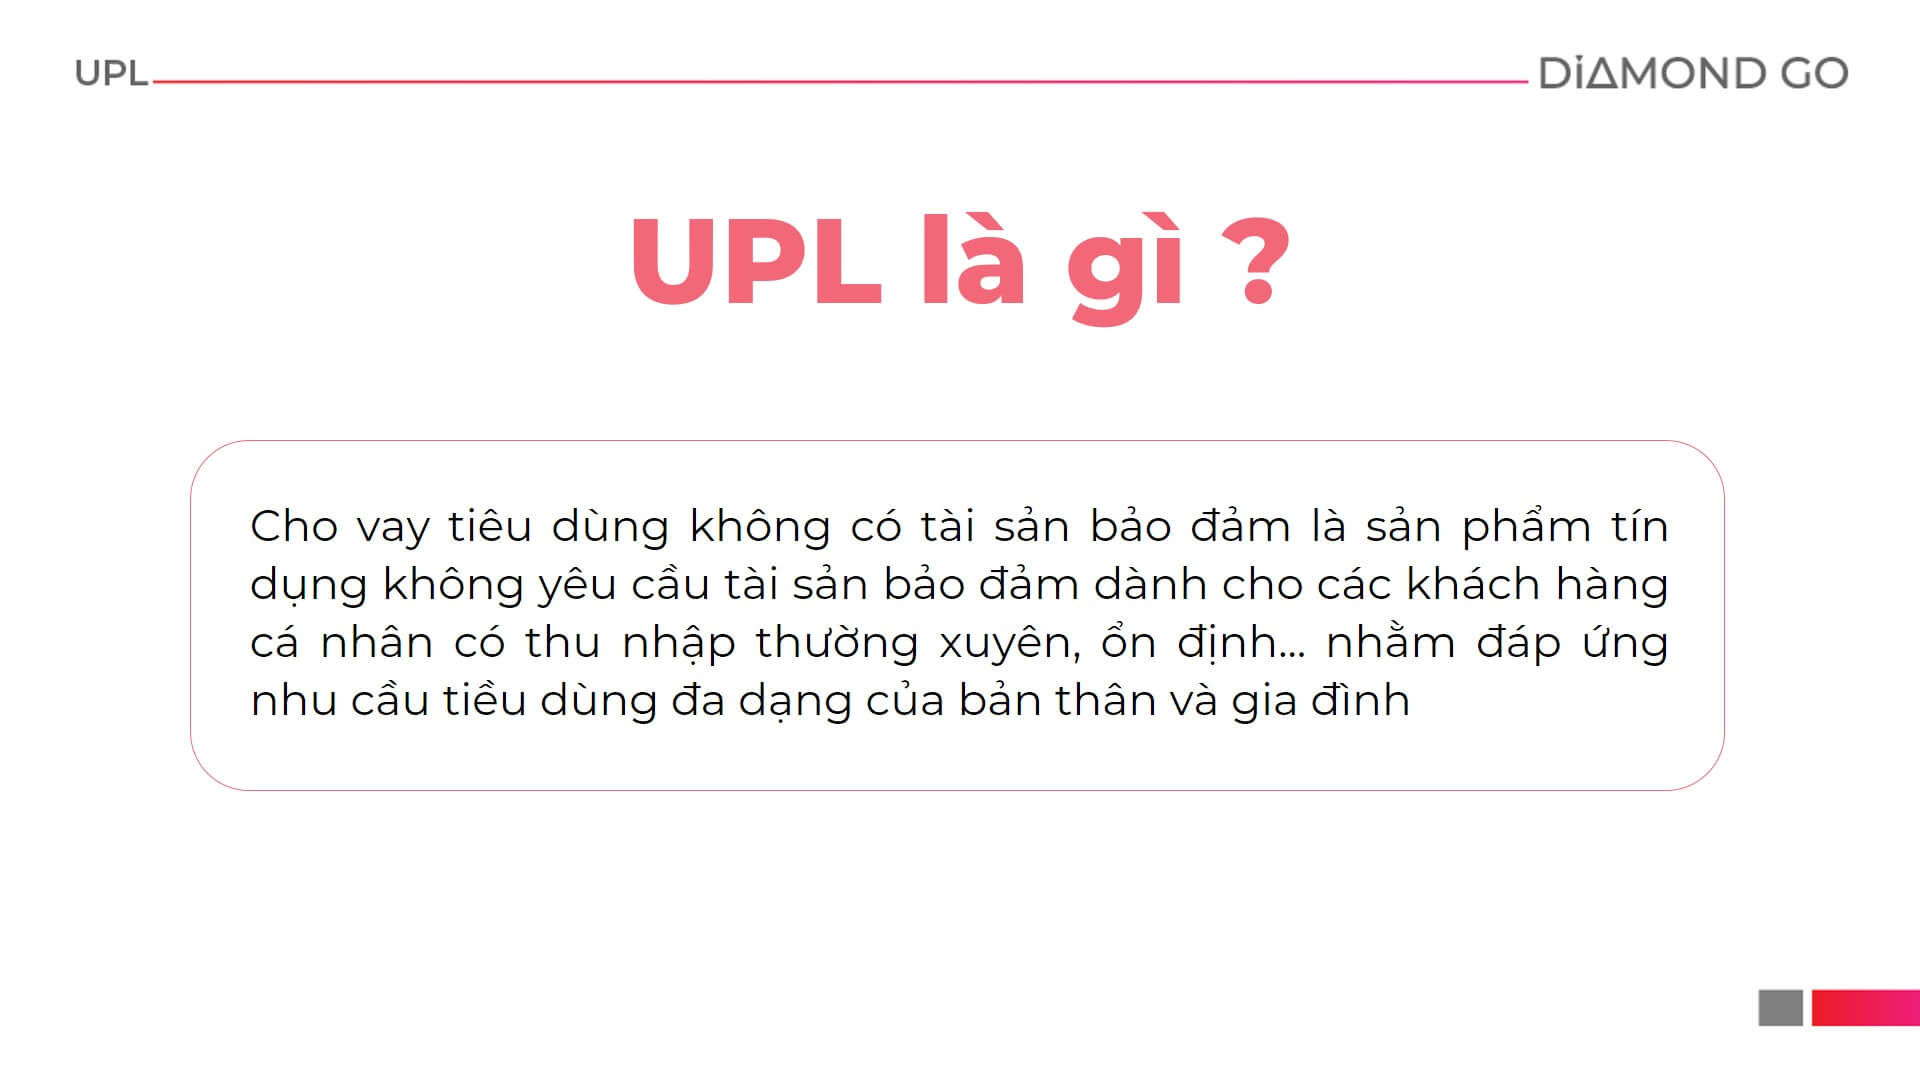 UPL
DiAMOND GO
UPL là gì ?
Cho vay tiêu dùng không có tài sản bảo đảm là sản phẩm tín
dụng không yêu cầu tài sản bảo đảm dành cho các khách hàng
cá nhân có thu nhập thường xuyên, ổn định... nhằm đáp ứng
nhu cầu tiều dùng đa dạng của bản thân và gia đình